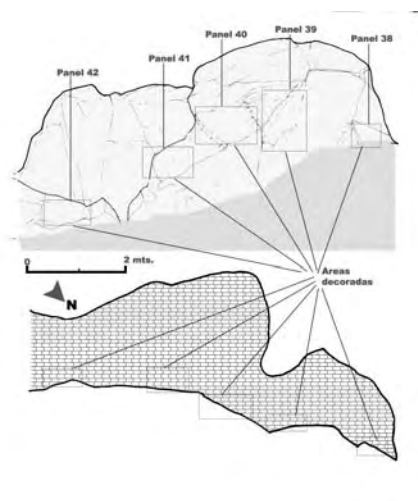 Panel 40
Panel 39
Panel 38
Panel 41
Panel 42
0
2 mts.
N
Areas
decoradas